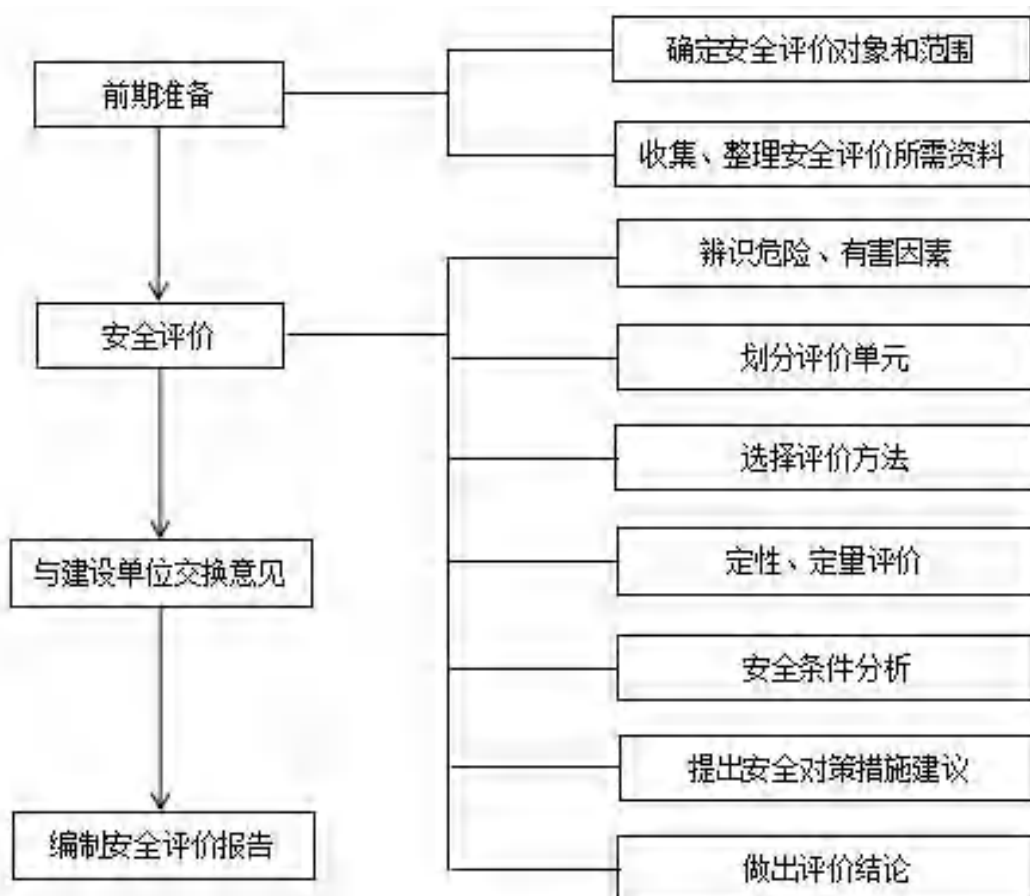 确定安全评价对象和范围
前期准备
收集、整理安全评价所需资料
辨识危险、有害因素
安全评价
划分评价单元
选择评价方法
定性、定量评价
与建设单位交换意见
安全条件分析
提出安全对策措施建议
编制安全评价报告
做出评价结论